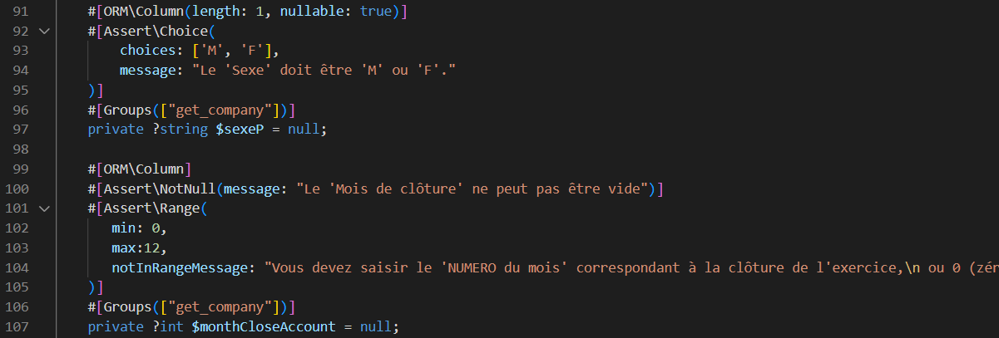 91 #[ORM\Column(length: 1, nullable: true)]
92 #[Assert\Choice(
93 choices: ['M', 'F'],
94 message: "Le 'Sexe' doit être 'M' ou 'F'."
95 )]
96 #[Groups(["get_company"])]
97 private ?string $sexeP = null;
98
99 #[ORM\Column]
100 #[Assert\NotNull(message: "Le 'Mois de clôture' ne peut pas être vide")]
101 #[Assert\Range(
102 min: 0,
103 max:12,
104 notInRangeMessage: "Vous devez saisir le 'NUMERO du mois' correspondant à la clôture de l'exercice,\n ou 0 (zér
105 )]
106 #[Groups(["get_company"])]
107 private ?int $monthCloseAccount = null;